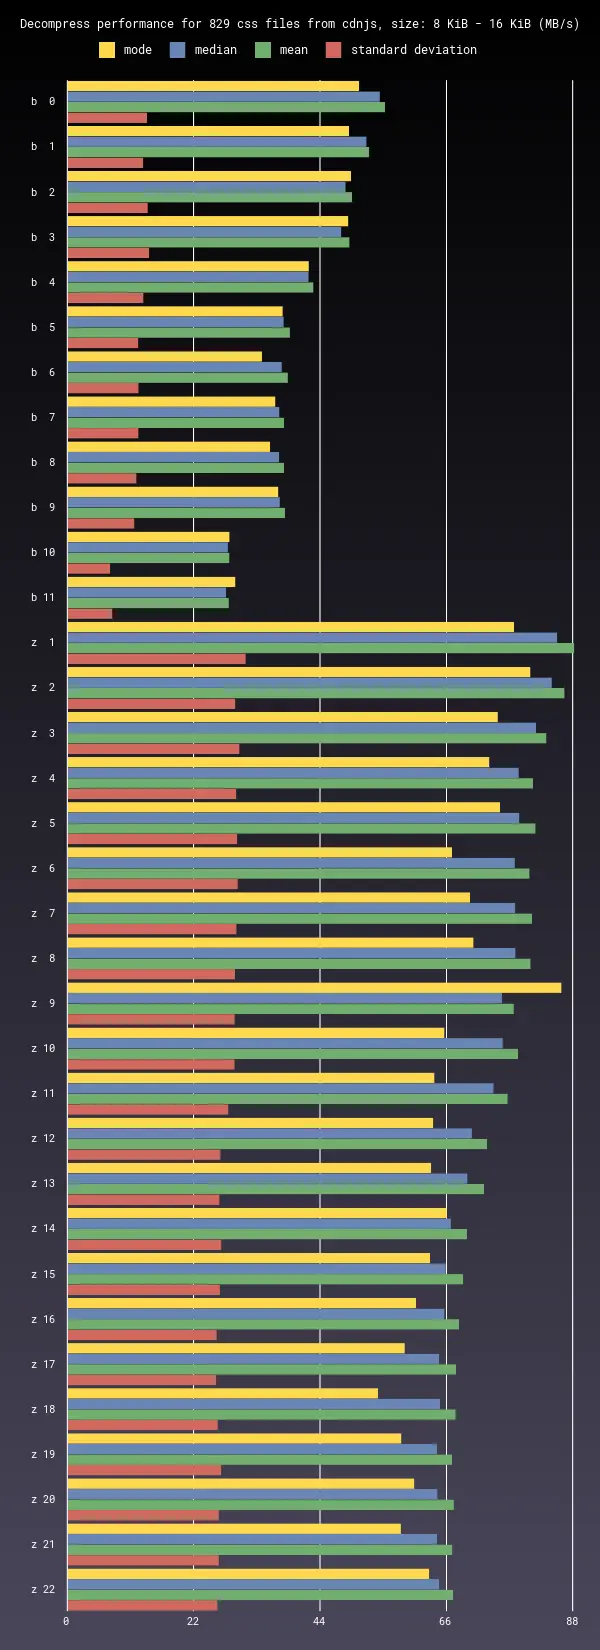 Decompress performance for 829 css files from cdnjs, size: 8 KiB - 16 KiB (MB/s)
mode median mean standard deviation
b 0
b 1
b 2
b 3
b 4
b 5
b 6
b 7
b 8
b 9
b 10
b 11
z 1
z 2
z 3
z 4
z 5
z 6
z 7
z 8
z 9
z 10
z 11
z 12
z 13
z 14
z 15
z 16
z 17
z 18
z 19
z 20
z 21
z 22
0 22 44 66 88